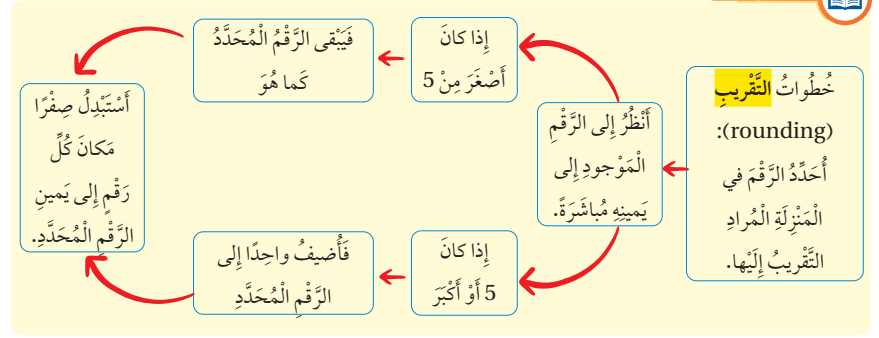 خُطُواتُ التَّقْريبِ
(rounding):
أُحَدِّدُ الرَّقْمَ في
الْمَنْزِلَةِ الْمُرادِ
التَّقْريبُ إِلَيْها.
أَنْظُرُ إِلى الرَّقْمِ
الْمَوْجودِ إِلى
يَمينِهِ مُباشَرَةً.
إِذا كانَ
أَصْغَرَ مِنْ 5
فَيَبْقى الرَّقْمُ الْمُحَدَّدُ
كَما هُوَ
إِذا كانَ
5 أَوْ أَكْبَرَ
فَأُضيفُ واحِدًا إِلى
الرَّقْمِ الْمُحَدَّدِ
أَسْتَبْدِلُ صِفْرًا
مَكانَ كُلِّ
رَقْمٍ إِلى يَمينِ
الرَّقْمِ الْمُحَدَّدِ.